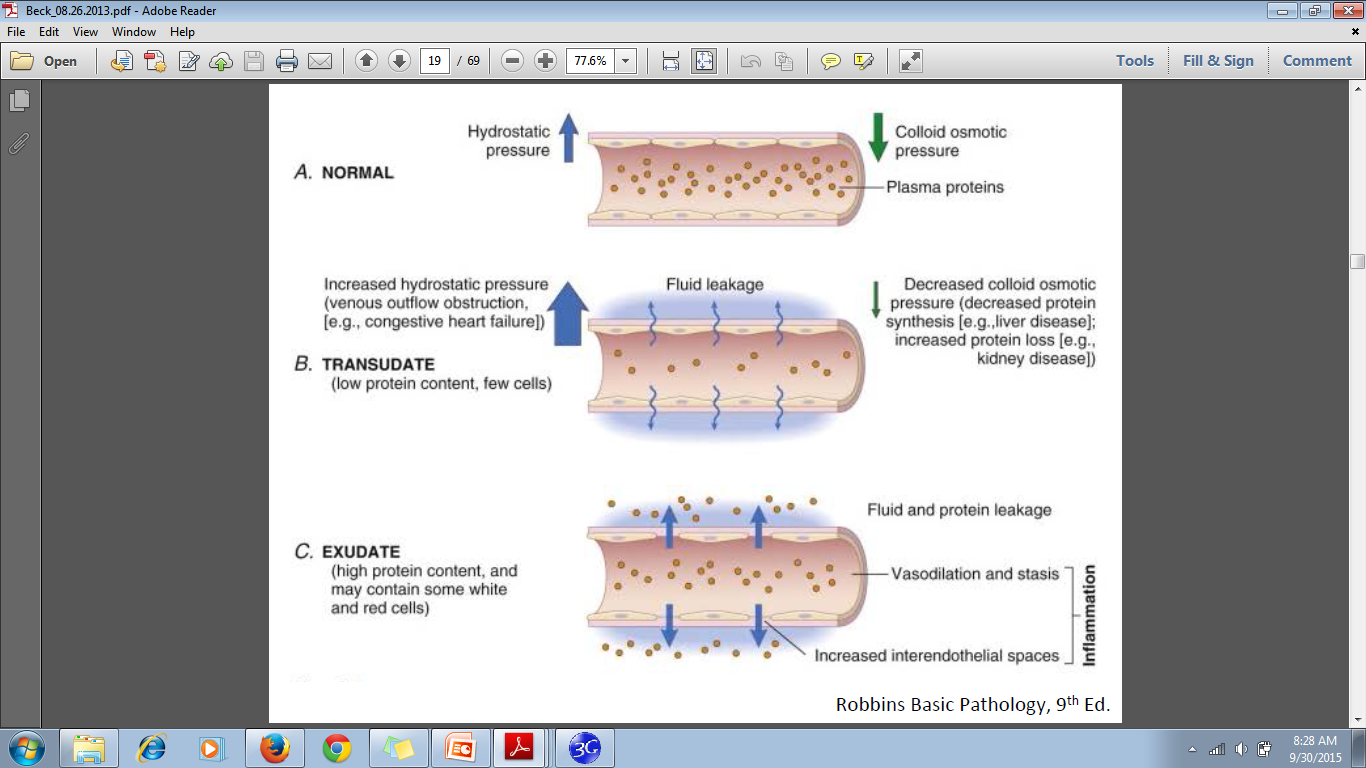 Beck_08.26.2013.pdf - Adobe Reader
File Edit View Window Help
Open 19 / 69 77.6% Tools Fill & Sign Comment
Hydrostatic
pressure
Colloid osmotic
pressure
A. NORMAL
Plasma proteins
Increased hydrostatic pressure
(venous outflow obstruction,
[e.g., congestive heart failure])
Fluid leakage
Decreased colloid osmotic
pressure (decreased protein
synthesis [e.g.,liver disease];
increased protein loss [e.g.,
kidney disease])
B. TRANSUDATE
(low protein content, few cells)
Fluid and protein leakage
C. EXUDATE
(high protein content, and
may contain some white
and red cells)
Vasodilation and stasis
Increased interendothelial spaces
Inflammation
Robbins Basic Pathology, 9th Ed.
3G
8:28 AM
9/30/2015